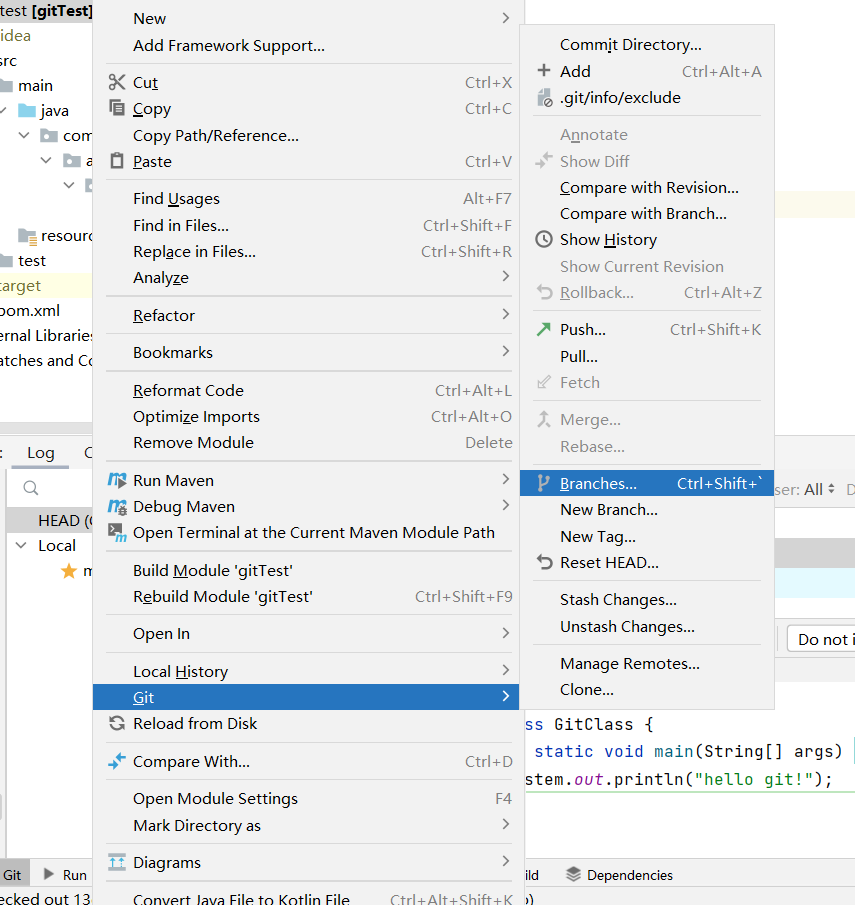 test [gitTest]
idea
src
main
java
com
a
resourc
test
target
pom.xml
ernal Libraries
atches and Co
Log
HEAD (
Local
m
Git
Run
ecked out 13
New
Add Framework Support...
Cut Ctrl+X
Copy Ctrl+C
Copy Path/Reference...
Paste Ctrl+V
Find Usages Alt+F7
Find in Files... Ctrl+Shift+F
Replace in Files... Ctrl+Shift+R
Analyze
Refactor
Bookmarks
Reformat Code Ctrl+Alt+L
Optimize Imports Ctrl+Alt+O
Remove Module Delete
Run Maven
Debug Maven
Open Terminal at the Current Maven Module Path
Build Module 'gitTest'
Rebuild Module 'gitTest' Ctrl+Shift+F9
Open In
Local History
Git
Reload from Disk
Compare With... Ctrl+D
Open Module Settings F4
Mark Directory as
Diagrams
Convert Java File to Kotlin File Ctrl+Alt+Shift+K
Commit Directory...
Add Ctrl+Alt+A
.git/info/exclude
Annotate
Show Diff
Compare with Revision...
Compare with Branch...
Show History
Show Current Revision
Rollback... Ctrl+Alt+Z
Push... Ctrl+Shift+K
Pull...
Fetch
Merge...
Rebase...
Branches... Ctrl+Shift+`
New Branch...
New Tag...
Reset HEAD...
Stash Changes...
Unstash Changes...
Manage Remotes...
Clone...
ser: All
Do not i
ss GitClass {
static void main(String[] args)
stem.out.println("hello git!");
ild
Dependencies